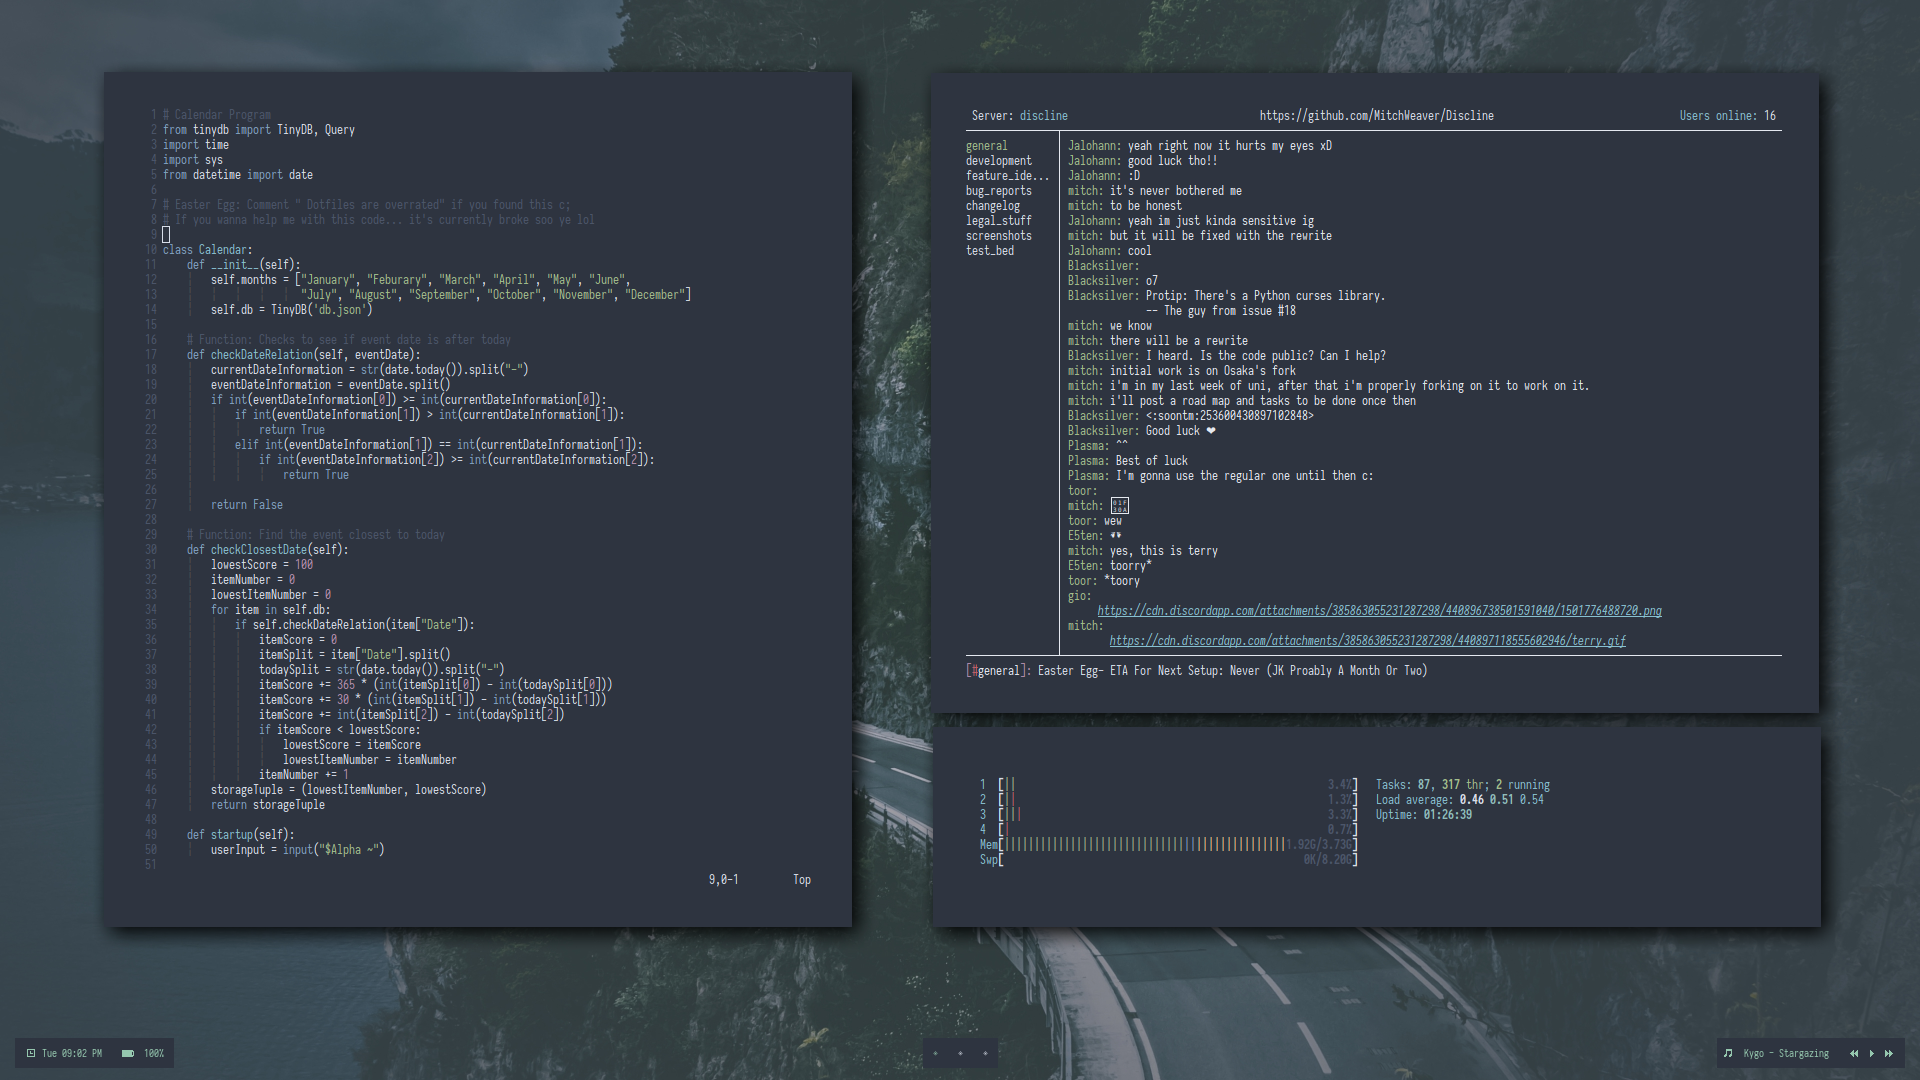 1 # Calendar Program
2 from tinydb import TinyDB, Query
3 import time
4 import sys
5 from datetime import date
6
7 # Easter Egg: Comment " Dotfiles are overrated" if you found this c;
8 # If you wanna help me with this code... it's currently broke soo ye lol
9
10 class Calendar:
11 def __init__(self):
12 self.months = ["January", "Feburary", "March", "April", "May", "June",
13 "July", "August", "September", "October", "November", "December"]
14 self.db = TinyDB('db.json')
15
16 # Function: Checks to see if event date is after today
17 def checkDateRelation(self, eventDate):
18 currentDateInformation = str(date.today()).split("-")
19 eventDateInformation = eventDate.split()
20 if int(eventDateInformation[0]) >= int(currentDateInformation[0]):
21 if int(eventDateInformation[1]) > int(currentDateInformation[1]):
22 return True
23 elif int(eventDateInformation[1]) == int(currentDateInformation[1]):
24 if int(eventDateInformation[2]) >= int(currentDateInformation[2]):
25 return True
26
27 return False
28
29 # Function: Find the event closest to today
30 def checkClosestDate(self):
31 lowestScore = 100
32 itemNumber = 0
33 lowestItemNumber = 0
34 for item in self.db:
35 if self.checkDateRelation(item["Date"]):
36 itemScore = 0
37 itemSplit = item["Date"].split()
38 todaySplit = str(date.today()).split("-")
39 itemScore += 365 * (int(itemSplit[0]) - int(todaySplit[0]))
40 itemScore += 30 * (int(itemSplit[1]) - int(todaySplit[1]))
41 itemScore += int(itemSplit[2]) - int(todaySplit[2])
42 if itemScore < lowestScore:
43 lowestScore = itemScore
44 lowestItemNumber = itemNumber
45 itemNumber += 1
46 storageTuple = (lowestItemNumber, lowestScore)
47 return storageTuple
48
49 def startup(self):
50 userInput = input("$Alpha ~")
51
9,0-1 Top
Server: discline https://github.com/MitchWeaver/Discline Users online: 16
general
development
feature_ide...
bug_reports
changelog
legal_stuff
screenshots
test_bed
Jalohann: yeah right now it hurts my eyes xD
Jalohann: good luck tho!!
Jalohann: :D
mitch: it's never bothered me
mitch: to be honest
Jalohann: yeah im just kinda sensitive ig
mitch: but it will be fixed with the rewrite
Jalohann: cool
Blacksilver:
Blacksilver: o7
Blacksilver: Protip: There's a Python curses library.
-- The guy from issue #18
mitch: we know
mitch: there will be a rewrite
Blacksilver: I heard. Is the code public? Can I help?
mitch: initial work is on Osaka's fork
mitch: i'm in my last week of uni, after that i'm properly forking on it to work on it.
mitch: i'll post a road map and tasks to be done once then
Blacksilver: <:soontm:253600430897102848>
Blacksilver: Good luck ❤
Plasma: ^^
Plasma: Best of luck
Plasma: I'm gonna use the regular one until then c:
toor:
mitch:
toor: wew
E5ten: 👀
mitch: yes, this is terry
E5ten: toorry*
toor: *toory
gio:
https://cdn.discordapp.com/attachments/385863055231287298/440896738501591040/1501776488720.png
mitch:
https://cdn.discordapp.com/attachments/385863055231287298/440897118555602946/terry.gif
[#general]: Easter Egg- ETA For Next Setup: Never (JK Proably A Month Or Two)
1 [|| 3.4%]
2 [|| 1.3%]
3 [||| 3.3%]
4 [| 0.7%]
Mem[ 1.92G/3.73G]
Swp[ 0K/8.20G]
Tasks: 87, 317 thr; 2 running
Load average: 0.46 0.51 0.54
Uptime: 01:26:39
Tue 09:02 PM 100%
Kygo - Stargazing